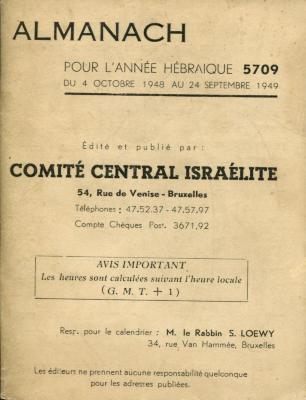 ALMANACH
POUR L'ANNÉE HÉBRAIQUE 5709
DU 4 OCTOBRE 1948 AU 24 SEPTEMBRE 1949
Édité et publié par :
COMITÉ CENTRAL ISRAÉLITE
54, Rue de Venise - Bruxelles
Téléphones : 47.52.37 - 47.57.97
Compte Chèques Post. 3671,92
AVIS IMPORTANT
Les heures sont calculées suivant l'heure locale
(G. M. T. + 1)
Resp. pour le calendrier : M. le Rabbin S. LOEWY
34, rue Van Hammée, Bruxelles
Les éditeurs ne prennent aucune responsabilité quelconque
pour les adresses publiées.